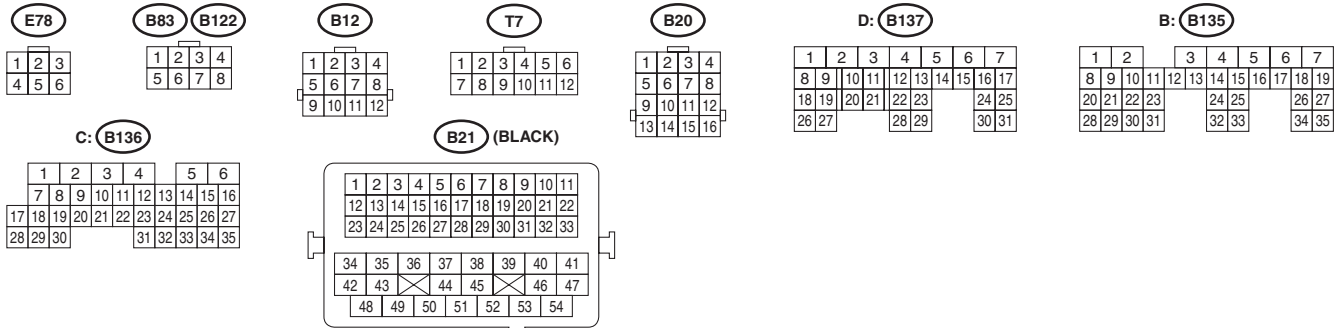 E78
B83 B122
B12
T7
B20
D: B137
B: B135
1 2 3
4 5 6
1 2 3 4
5 6 7 8
1 2 3 4
5 6 7 8
9 10 11 12
1 2 3 4 5 6
7 8 9 10 11 12
1 2 3 4
5 6 7 8
9 10 11 12
13 14 15 16
1 2 3 4 5 6 7
8 9 10 11 12 13 14 15 16 17
18 19 20 21 22 23 24 25
26 27 28 29 30 31
1 2 3 4 5 6 7
8 9 10 11 12 13 14 15 16 17 18 19
20 21 22 23 24 25 26 27
28 29 30 31 32 33 34 35
C: B136
1 2 3 4 5 6
7 8 9 10 11 12 13 14 15 16
17 18 19 20 21 22 23 24 25 26 27
28 29 30 31 32 33 34 35
B21 (BLACK)
1 2 3 4 5 6 7 8 9 10 11
12 13 14 15 16 17 18 19 20 21 22
23 24 25 26 27 28 29 30 31 32 33
34 35 36 37 38 39 40 41
42 43 44 45 46 47
48 49 50 51 52 53 54